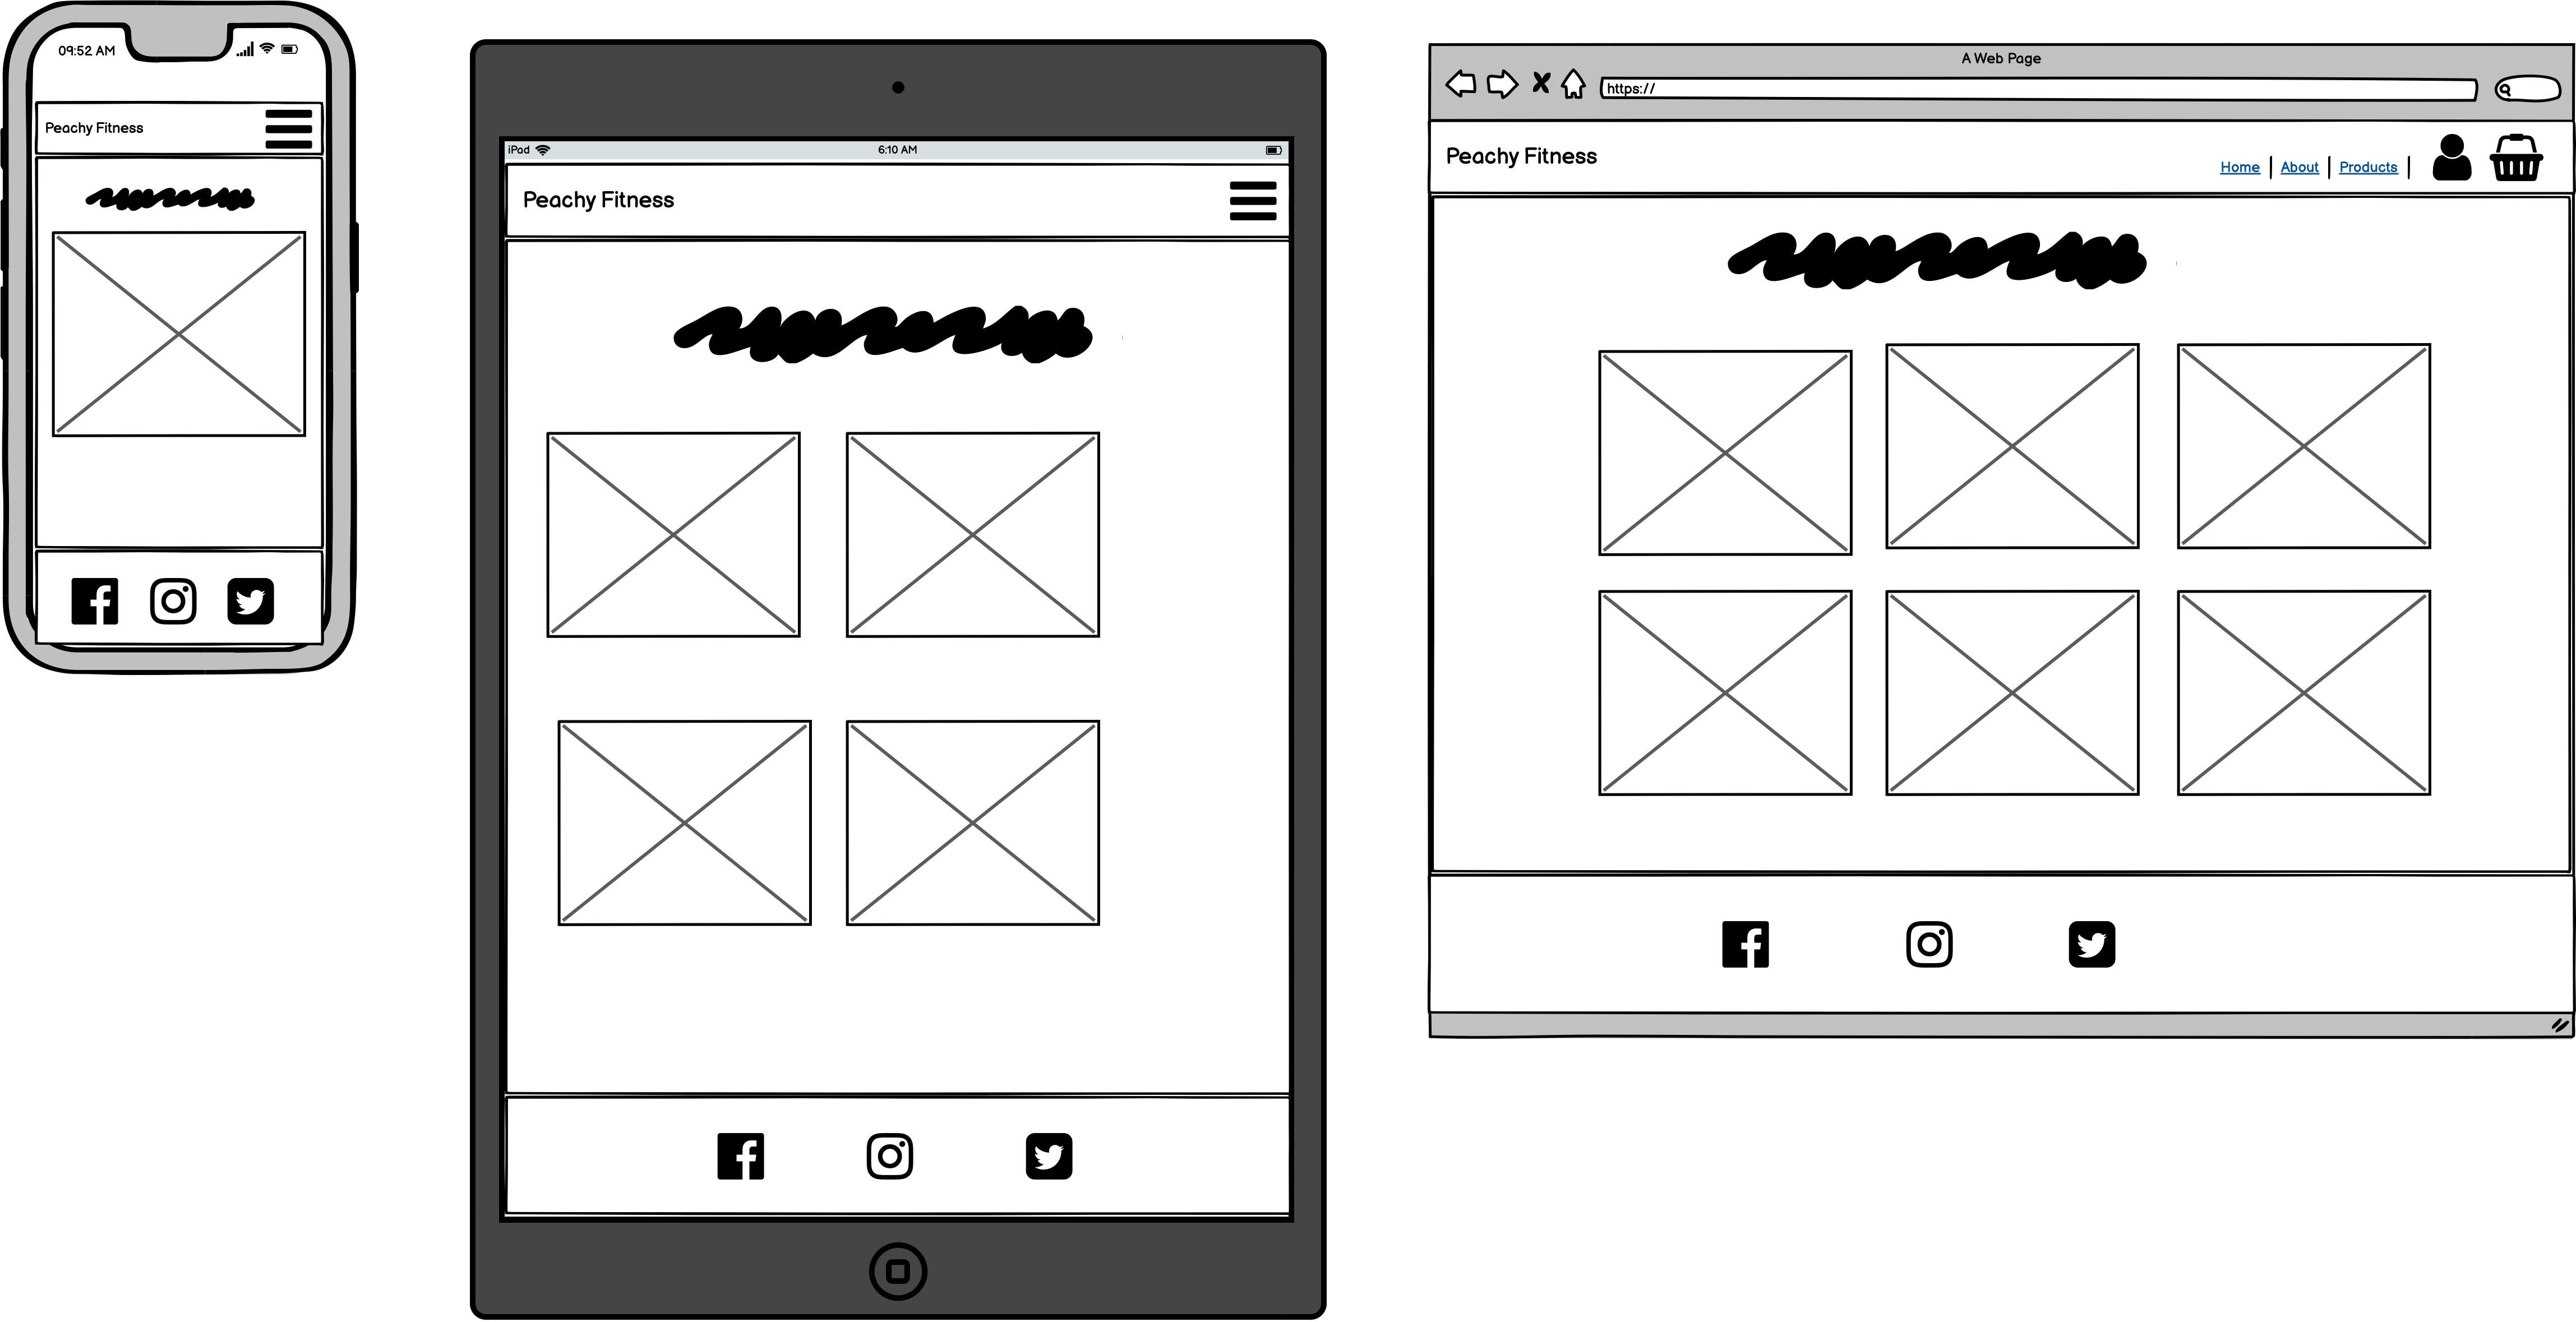 09:52 AM
Peachy Fitness
iPad
6:10 AM
Peachy Fitness
A Web Page
https://
Peachy Fitness
Home | About | Products |